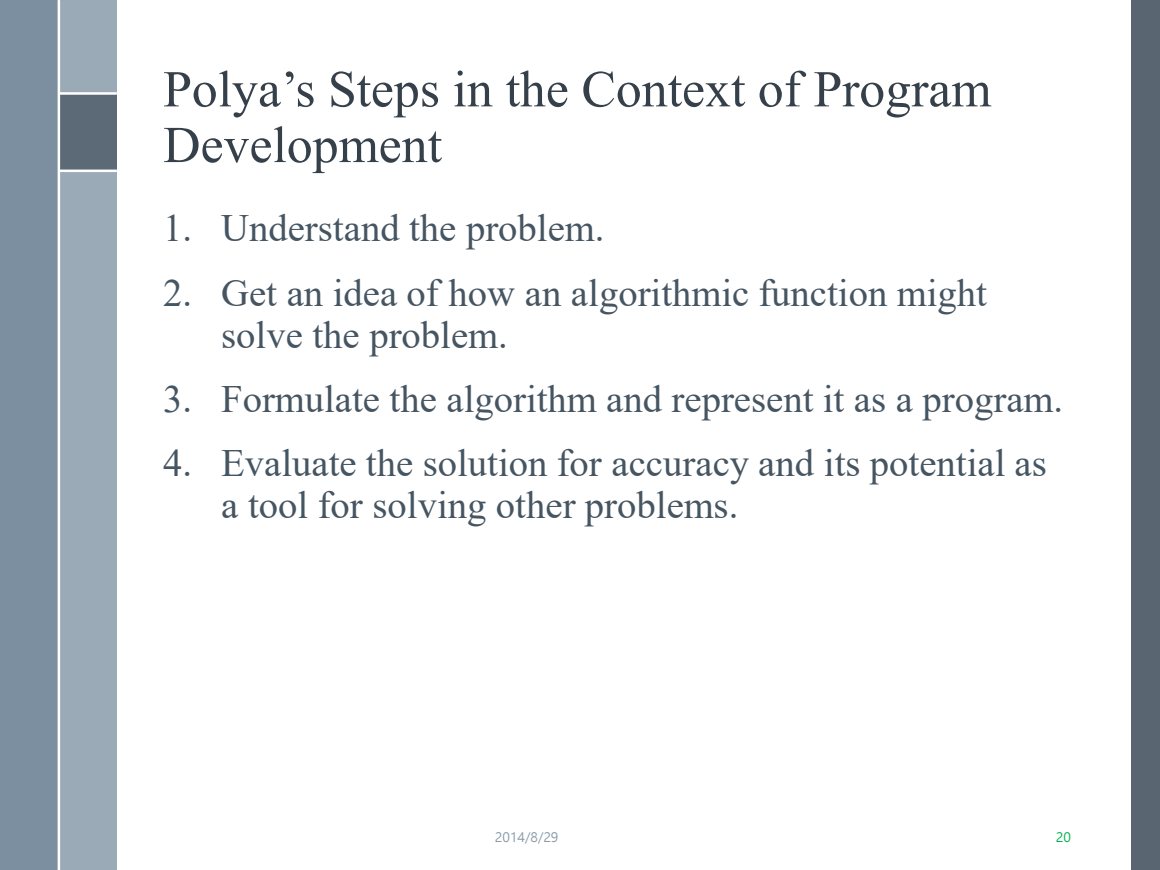 Polya’s Steps in the Context of Program
Development
1. Understand the problem.
2. Get an idea of how an algorithmic function might
solve the problem.
3. Formulate the algorithm and represent it as a program.
4. Evaluate the solution for accuracy and its potential as
a tool for solving other problems.
2014/8/29
20